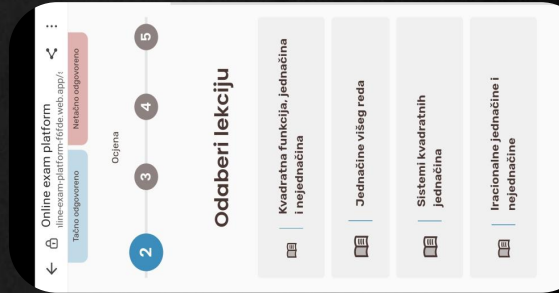 Online exam platform
nline-exam-platform-f6fde.web.app/
Tačno odgovoreno
Netačno odgovoreno
Ocjena
2
3
4
5
Odaberi lekciju
Kvadratna funkcija, jednačina
i nejednačina
Jednačine višeg reda
Sistemi kvadratnih
jednačina
Iracionalne jednačine i
nejednačine